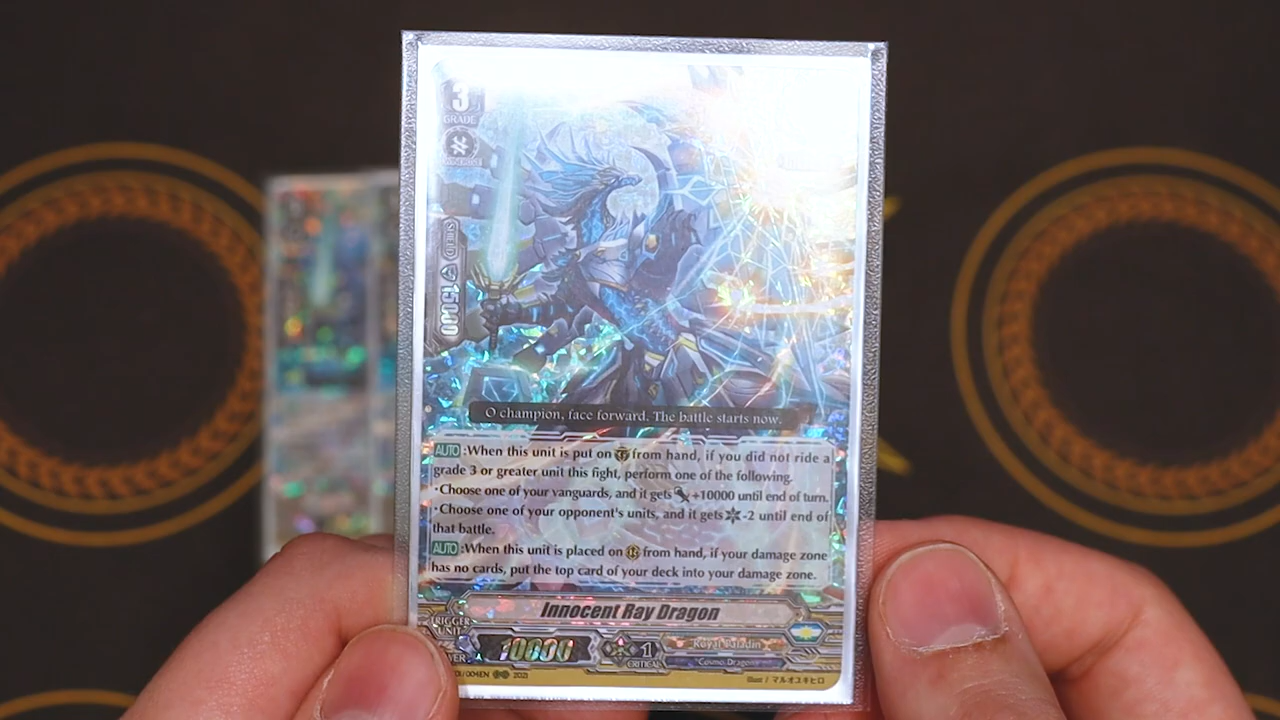 3
GRADE
SHIELD 15000
O champion, face forward. The battle starts now.
AUTO :When this unit is put on from hand, if you did not ride a
grade 3 or greater unit this fight, perform one of the following.
・Choose one of your vanguards, and it gets +10000 until end of turn.
・Choose one of your opponent's units, and it gets -2 until end of
that battle.
AUTO :When this unit is placed on from hand, if your damage zone
has no cards, put the top card of your deck into your damage zone.
Innocent Ray Dragon
TRIGGER
UNIT
10000
1
CRITICAL
Royal Paladin
Cosmo Dragon
/004EN 2021
Illust / マルオユキヒロ